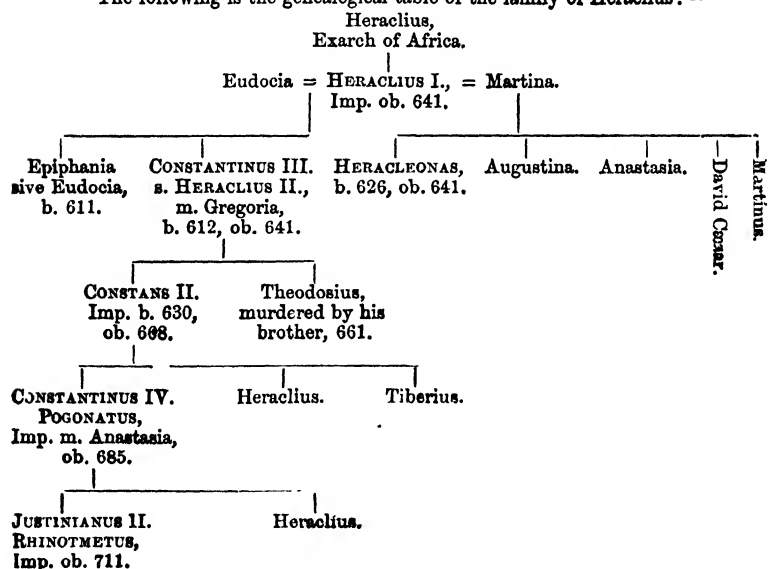 The following is the genealogical table of the family of Heraclius:
Heraclius,
Exarch of Africa.
Eudocia = HERACLIUS I., = Martina.
Imp. ob. 641.
Epiphania
sive Eudocia,
b. 611.
CONSTANTINUS III.
s. HERACLIUS II.,
m. Gregoria,
b. 612, ob. 641.
HERACLEONAS,
b. 626, ob. 641.
Augustina.
Anastasia.
David Cæsar.
Martinus.
CONSTANS II.
Imp. b. 630,
ob. 668.
Theodosius,
murdered by his
brother, 661.
CONSTANTINUS IV.
POGONATUS,
Imp. m. Anastasia,
ob. 685.
Heraclius.
Tiberius.
JUSTINIANUS II.
RHINOTMETUS,
Imp. ob. 711.
Heraclius.